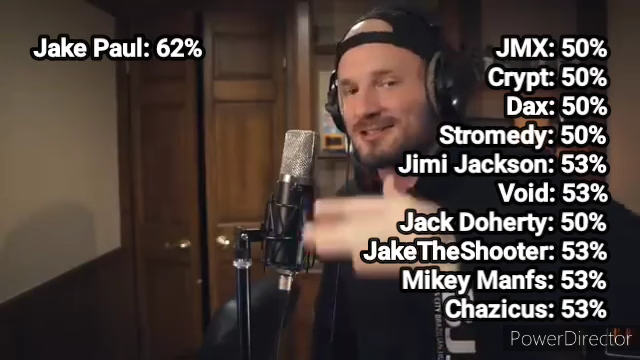 Jake Paul: 62%
JMX: 50%
Crypt: 50%
Dax: 50%
Stromedy: 50%
Jimi Jackson: 53%
Void: 53%
Jack Doherty: 50%
JakeTheShooter: 53%
Mikey Manfs: 53%
Chazicus: 53%
PowerDirector